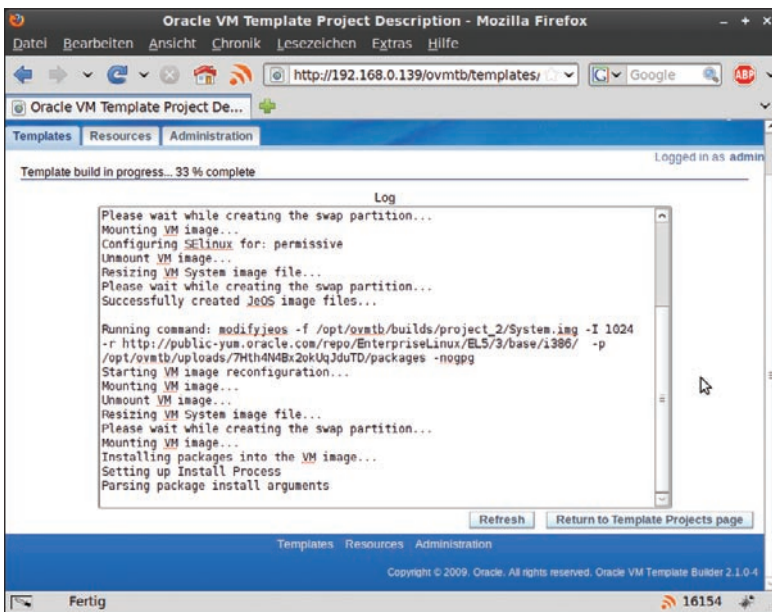 Oracle VM Template Project Description - Mozilla Firefox
Datei Bearbeiten Ansicht Chronik Lesezeichen Extras Hilfe
http://192.168.0.139/ovmtb/templates/
Google
ABP
Oracle VM Template Project De...
Templates Resources Administration
Logged in as admin
Template build in progress... 33 % complete
Log
Please wait while creating the swap partition...
Mounting VM image...
Configuring SElinux for: permissive
Unmount VM image...
Resizing VM System image file...
Please wait while creating the swap partition...
Successfully created JeOS image files...
Running command: modifyjeos -f /opt/ovmtb/builds/project_2/System.img -I 1024
-r http://public-yum.oracle.com/repo/EnterpriseLinux/EL5/3/base/i386/ -p
/opt/ovmtb/uploads/7Hth4N4Bx2okUqJduTD/packages -nogpg
Starting VM image reconfiguration...
Mounting VM image...
Unmount VM image...
Resizing VM System image file...
Please wait while creating the swap partition...
Mounting VM image...
Installing packages into the VM image...
Setting up Install Process
Parsing package install arguments
Refresh Return to Template Projects page
Templates Resources Administration
Copyright © 2009, Oracle. All rights reserved. Oracle VM Template Builder 2.1.0-4
Fertig
16154